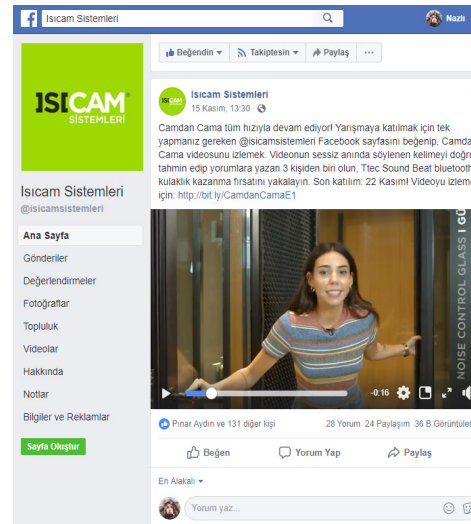 Isıcam Sistemleri
Nazlı
ISICAM
SİSTEMLERİ
Isıcam Sistemleri
@isicamsistemleri
Ana Sayfa
Gönderiler
Değerlendirmeler
Fotoğraflar
Topluluk
Videolar
Hakkında
Notlar
Bilgiler ve Reklamlar
Sayfa Oluştur
Beğendin
Takiptesin
Paylaş
Isıcam Sistemleri
15 Kasım, 13:30
Camdan Cama tüm hızıyla devam ediyor! Yarışmaya katılmak için tek
yapmanız gereken @isicamsistemleri Facebook sayfasını beğenip, Camda
Cama videosunu izlemek. Videonun sessiz anında söylenen kelimeyi doğru
tahmin edip yorumlara yazan 3 kişiden biri olun, Ttec Sound Beat bluetooth
kulaklık kazanma fırsatını yakalayın. Son katılım: 22 Kasım! Videoyu izleme
için: http://bit.ly/CamdanCamaE1
NOISE CONTROL GLASS I GÜ
-0:16
Pınar Aydın ve 131 diğer kişi
28 Yorum 24 Paylaşım 36 B Görüntüler
Beğen
Yorum Yap
Paylaş
En Alakalı
Yorum yaz...